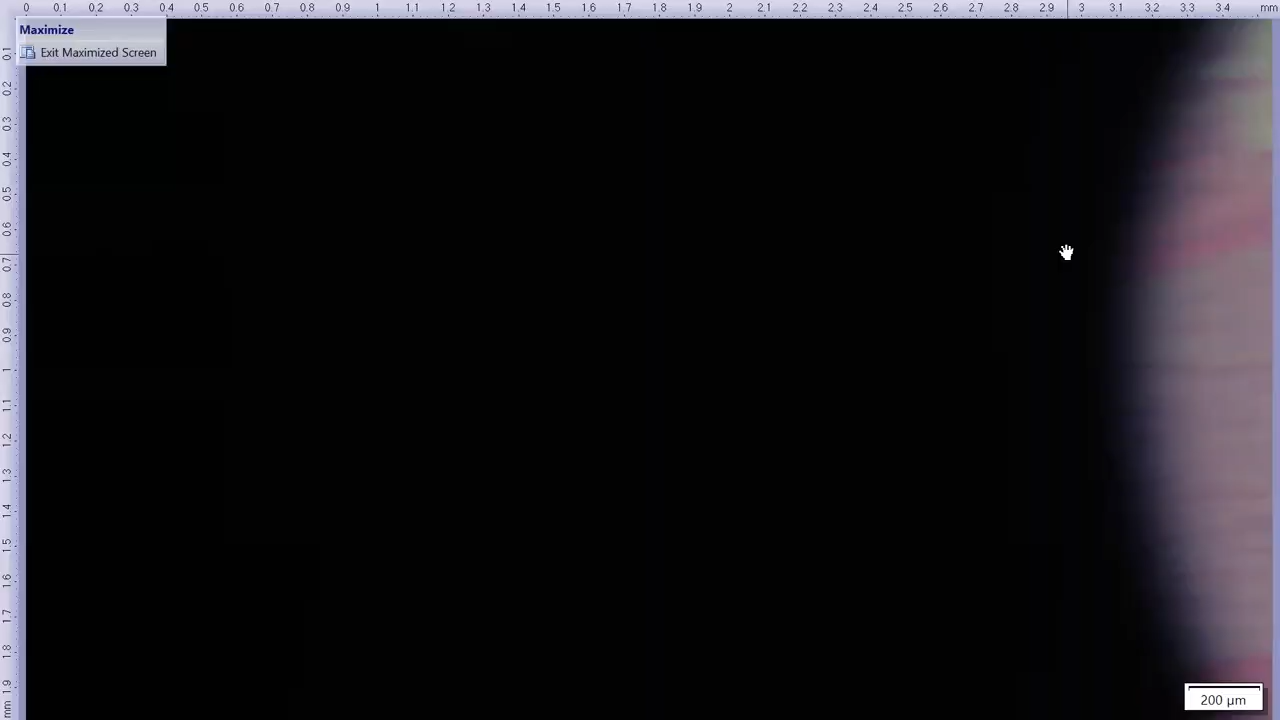 0 0.1 0.2 0.3 0.4 0.5 0.6 0.7 0.8 0.9 1 1.1 1.2 1.3 1.4 1.5 1.6 1.7 1.8 1.9 2 2.1 2.2 2.3 2.4 2.5 2.6 2.7 2.8 2.9 3 3.1 3.2 3.3 3.4 mm
Maximize
Exit Maximized Screen
0.1 0.2 0.3 0.4 0.5 0.6 0.7 0.8 0.9 1 1.1 1.2 1.3 1.4 1.5 1.6 1.7 1.8 1.9 mm
200 µm